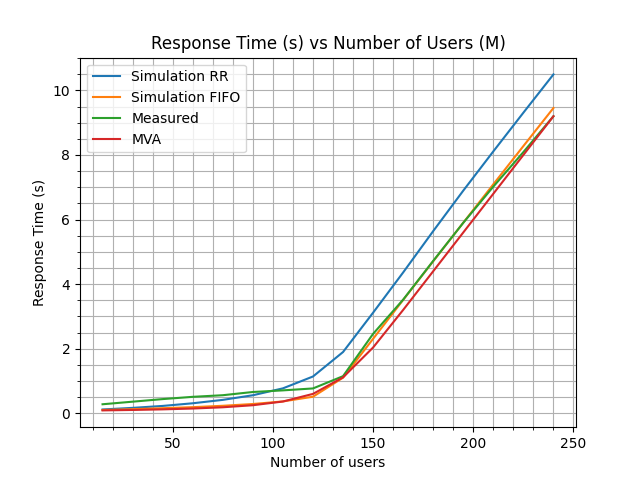 Response Time (s) vs Number of Users (M)
Simulation RR
Simulation FIFO
Measured
MVA
Response Time (s)
10
8
6
4
2
0
50
100
150
200
250
Number of users